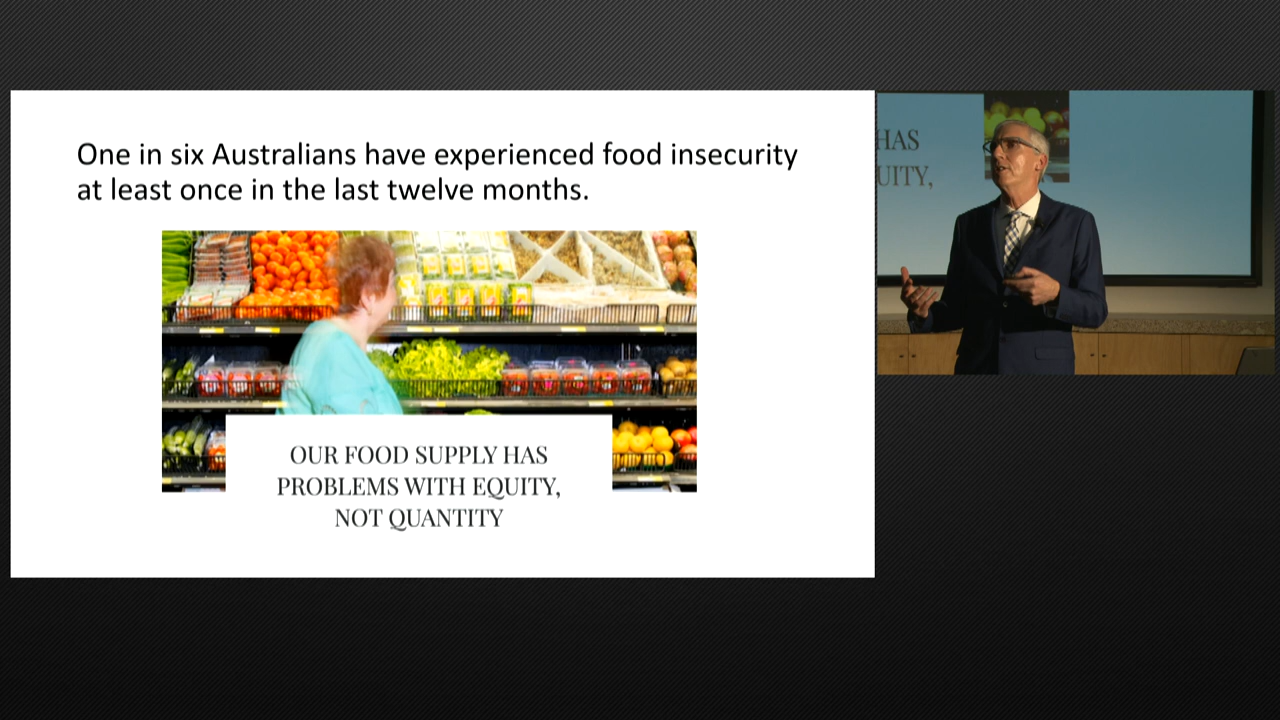 One in six Australians have experienced food insecurity
at least once in the last twelve months.
OUR FOOD SUPPLY HAS
PROBLEMS WITH EQUITY,
NOT QUANTITY
HAS
UITY,